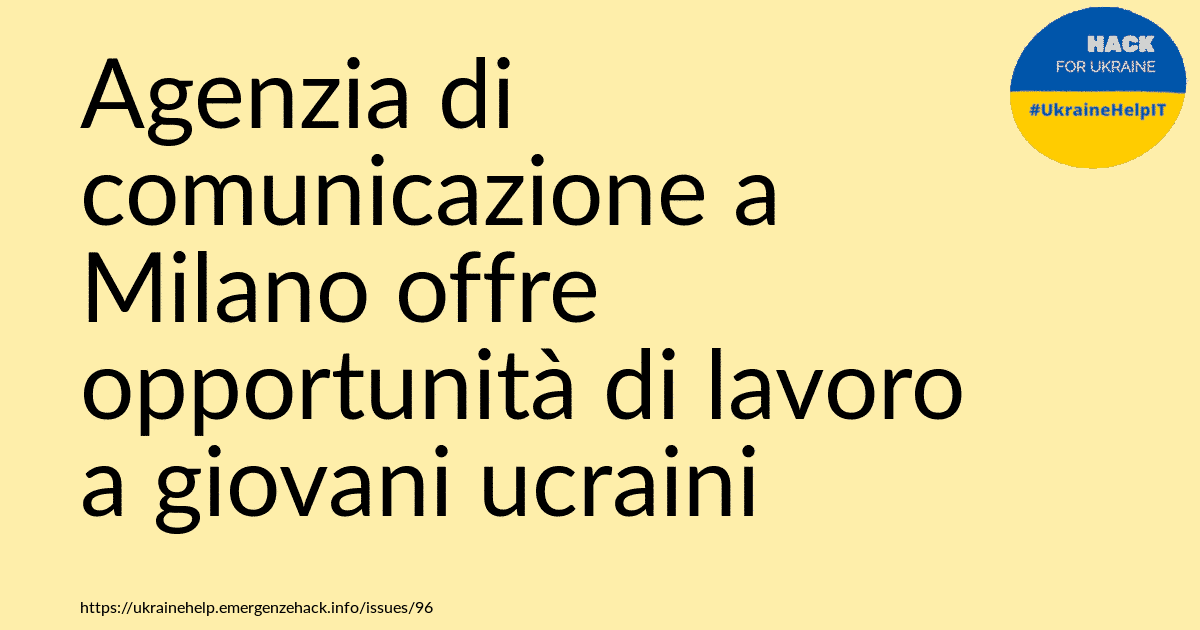 HACK
FOR UKRAINE
#UkraineHelpIT
Agenzia di
comunicazione a
Milano offre
opportunità di lavoro
a giovani ucraini
https://ukrainehelp.emergenzehack.info/issues/96